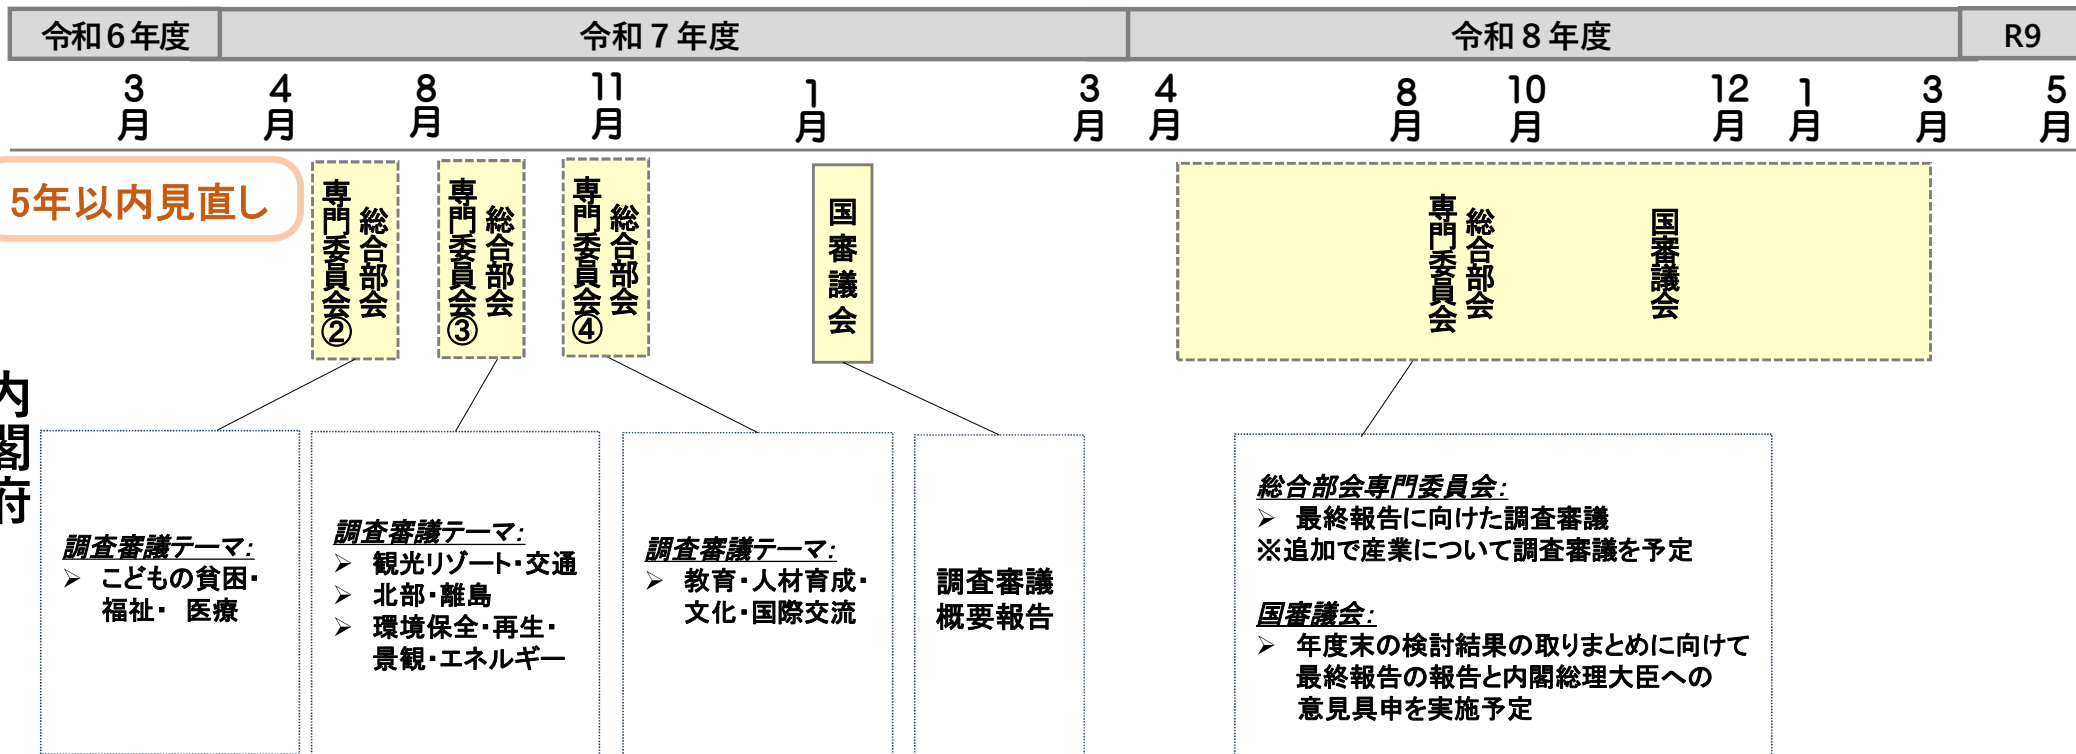 令和6年度
令和7年度
令和8年度
R9
3月
4月
8月
11月
1月
3月
4月
8月
10月
12月
1月
3月
5月
5年以内見直し
総合部会
専門委員会②
総合部会
専門委員会③
総合部会
専門委員会④
国審議会
総合部会
専門委員会
国審議会
内閣府
調査審議テーマ：
➢ こどもの貧困・
福祉・ 医療
調査審議テーマ：
➢ 観光リゾート・交通
➢ 北部・離島
➢ 環境保全・再生・
景観・エネルギー
調査審議テーマ：
➢ 教育・人材育成・
文化・国際交流
調査審議
概要報告
総合部会専門委員会：
➢ 最終報告に向けた調査審議
※追加で産業について調査審議を予定
国審議会：
➢ 年度末の検討結果の取りまとめに向けて
最終報告の報告と内閣総理大臣への
意見具申を実施予定